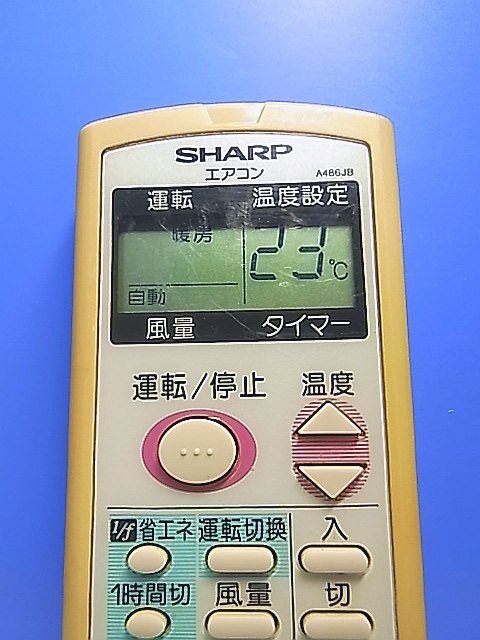 SHARP
エアコン A486JB
運転 温度設定
暖房 23℃
自動
風量 タイマー
運転/停止 温度
1/f 省エネ 運転切換 入
1時間切 風量 切